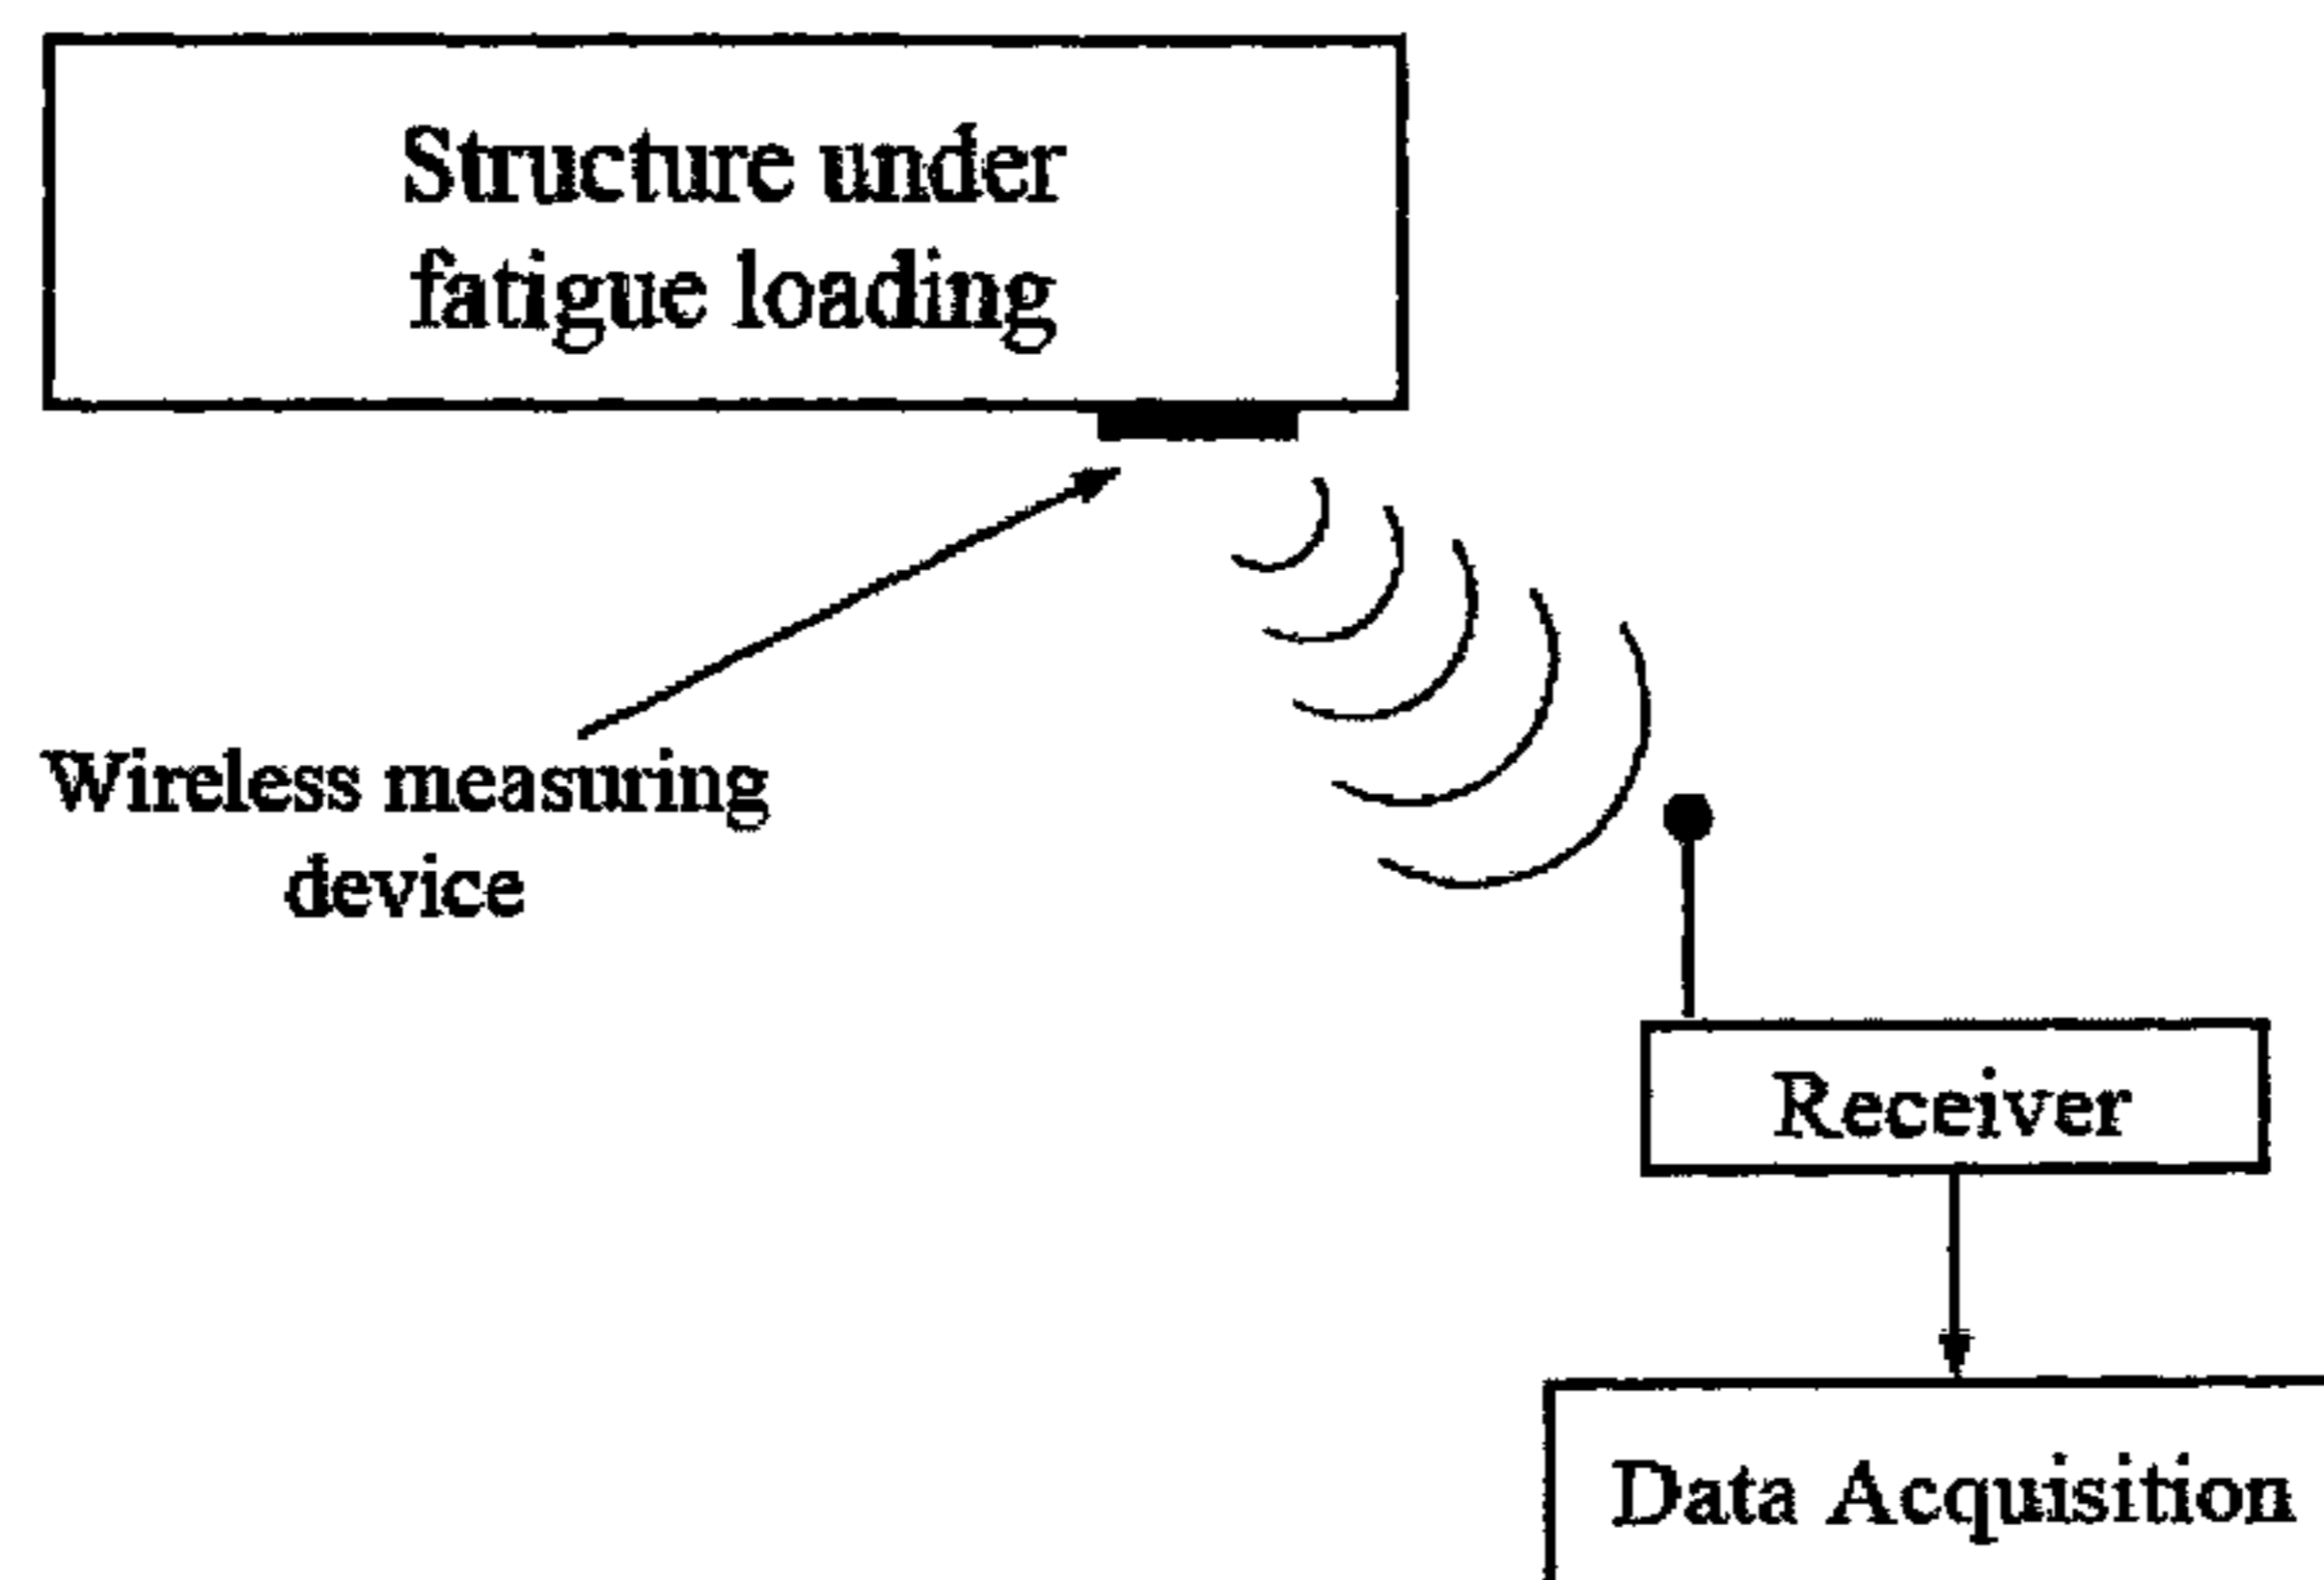 Structure under
fatigue loading
Wireless measuring
device
Receiver
Data Acquisition